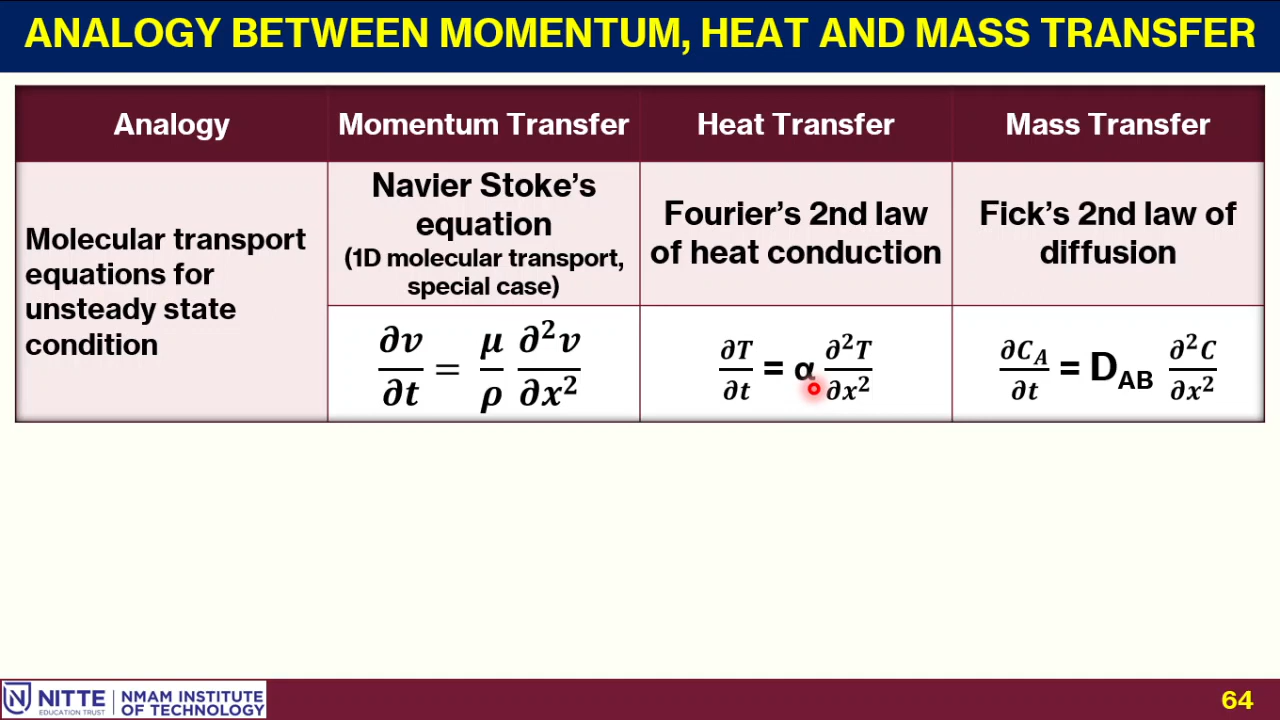 ANALOGY BETWEEN MOMENTUM, HEAT AND MASS TRANSFER
Analogy
Momentum Transfer
Heat Transfer
Mass Transfer
Molecular transport
equations for
unsteady state
condition
Navier Stoke's
equation
(1D molecular transport,
special case)
Fourier's 2nd law
of heat conduction
Fick's 2nd law of
diffusion
∂v/∂t = μ/ρ ∂²v/∂x²
∂T/∂t = α ∂²T/∂x²
∂C_A/∂t = D_AB ∂²C/∂x²
NITTE
EDUCATION TRUST
NMAM INSTITUTE
OF TECHNOLOGY
64